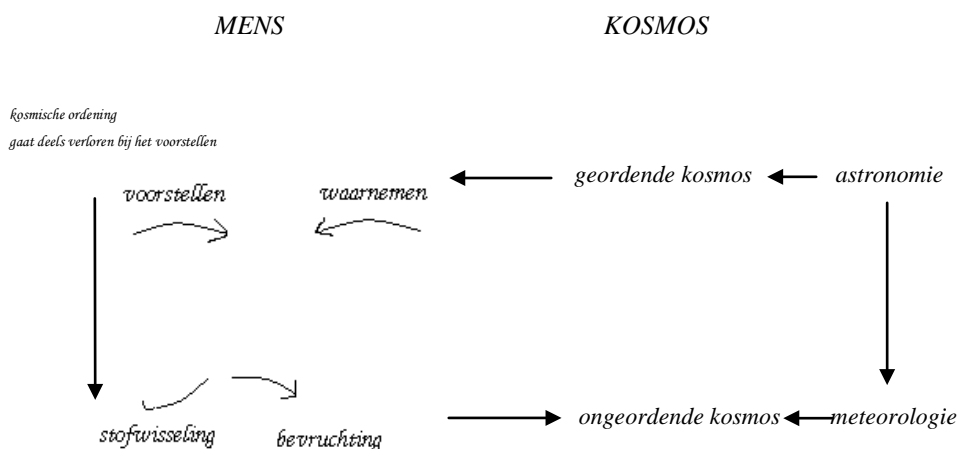 MENS KOSMOS
kosmische ordening
gaat deels verloren bij het voorstellen
voorstellen waarnemen geordende kosmos astronomie
stofwisseling bevruchting ongeordende kosmos meteorologie